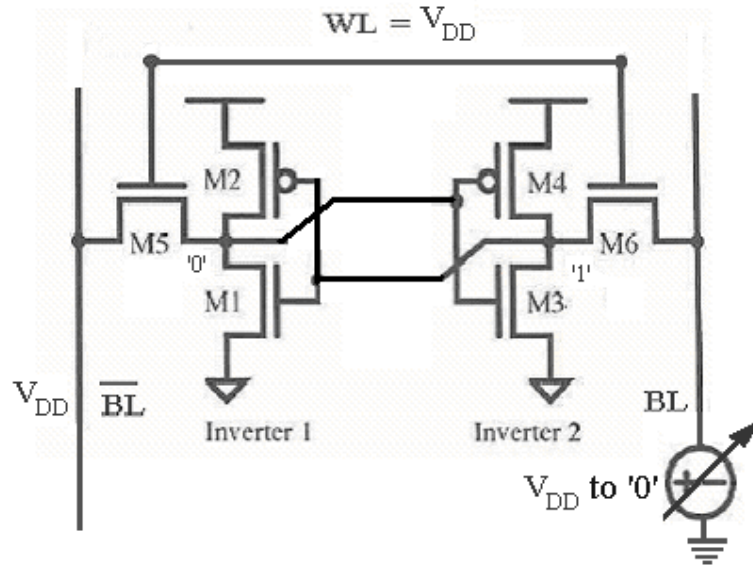 WL = VDD
M2
M4
M5
M6
'0'
'1'
M1
M3
VDD
BL
BL
Inverter 1
Inverter 2
VDD to '0'
+ −